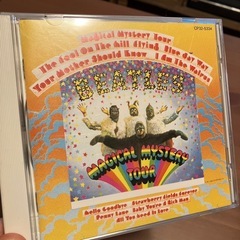 CP32-5334
Magical Mystery Tour
The Fool On The Hill Flying Blue Jay Way
Your Mother Should Know I Am The Walrus
BEATLES
MAGICAL MYSTERY
TOUR
Hello Goodbye Strawberry Fields Forever
Penny Lane Baby You're A Rich Man
All You Need Is Love